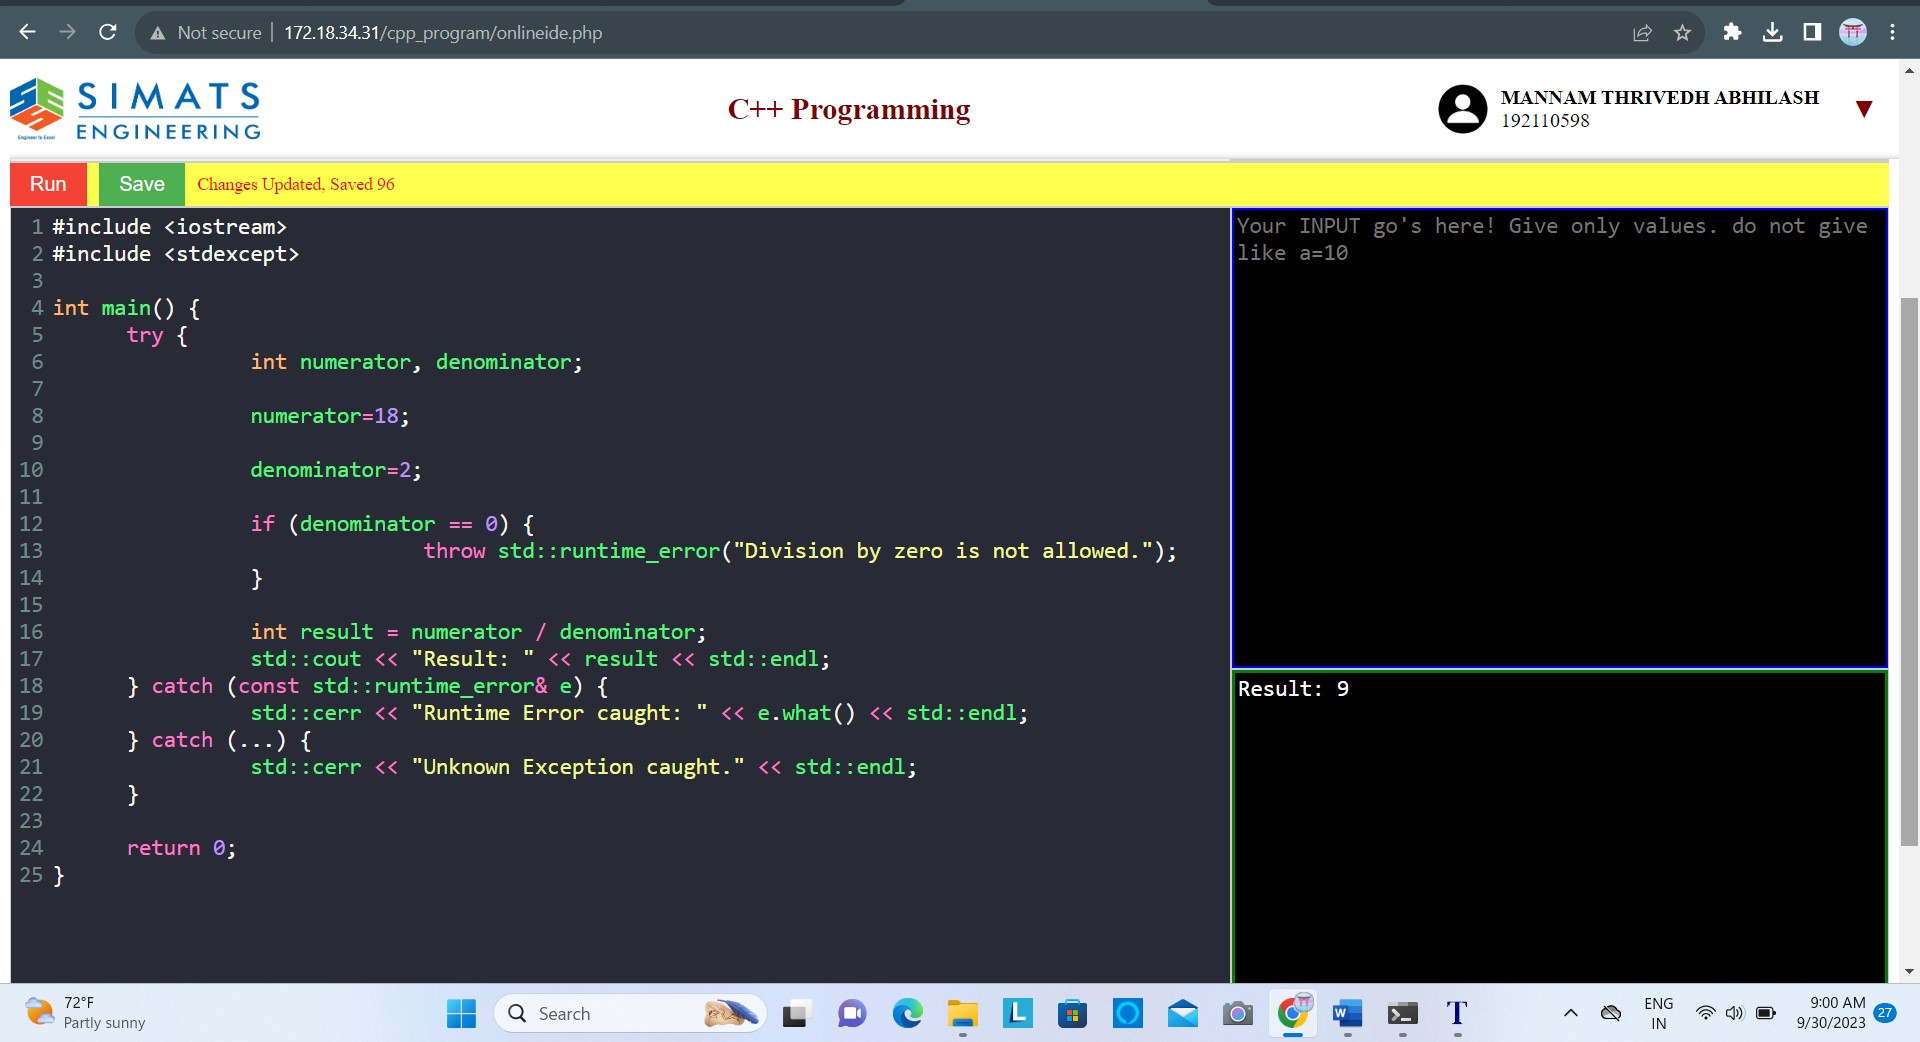 Not secure
172.18.34.31/cpp_program/onlineide.php
SIMATS
ENGINEERING
Engineer to Excel
C++ Programming
MANNAM THRIVEDH ABHILASH
192110598
Run
Save
Changes Updated, Saved 96
1 #include <iostream>
2 #include <stdexcept>
3
4 int main() {
5 try {
6 int numerator, denominator;
7
8 numerator=18;
9
10 denominator=2;
11
12 if (denominator == 0) {
13 throw std::runtime_error("Division by zero is not allowed.");
14 }
15
16 int result = numerator / denominator;
17 std::cout << "Result: " << result << std::endl;
18 } catch (const std::runtime_error& e) {
19 std::cerr << "Runtime Error caught: " << e.what() << std::endl;
20 } catch (...) {
21 std::cerr << "Unknown Exception caught." << std::endl;
22 }
23
24 return 0;
25 }
Your INPUT go's here! Give only values. do not give
like a=10
Result: 9
72°F
Partly sunny
Search
L
W
T
ENG
IN
9:00 AM
9/30/2023
27